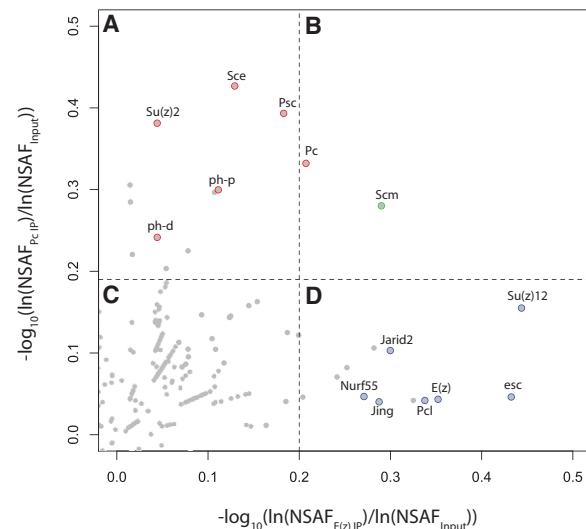 A
B
Sce
Su(z)2
Psc
Pc
ph-p
Scm
ph-d
C
D
Su(z)12
Jarid2
Nurf55
E(z)
esc
Jing
Pcl
0.5
0.4
0.3
0.2
0.1
0.0
-log10(ln(NSAFPc IP)/ln(NSAFInput))
0.0 0.1 0.2 0.3 0.4 0.5
-log10(ln(NSAFE(z) IP)/ln(NSAFInput))